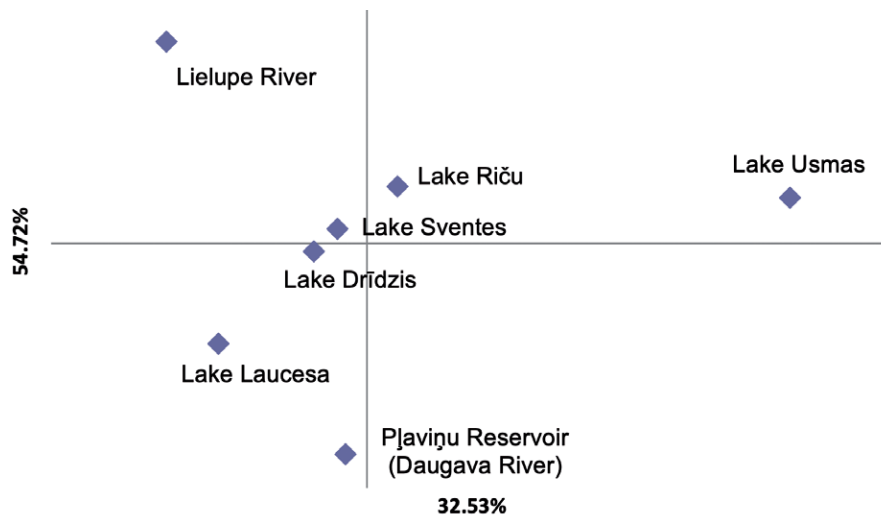 Lielupe River
Lake Usmas
Lake Riču
Lake Sventes
54.72%
Lake Drīdzis
Lake Laucesa
Pļaviņu Reservoir
(Daugava River)
32.53%